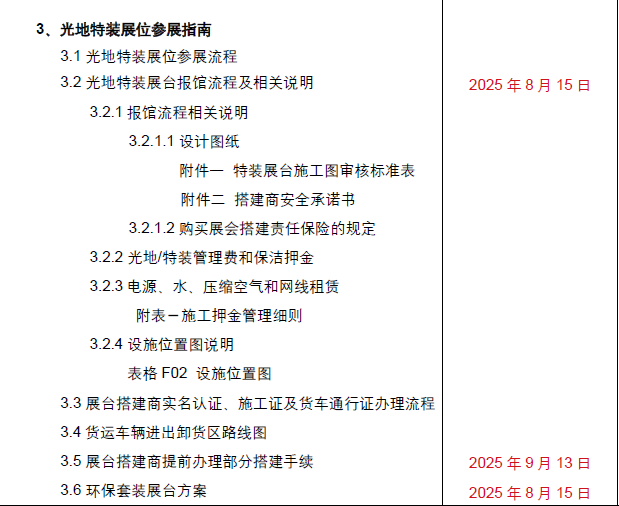 3、光地特装展位参展指南
3.1 光地特装展位参展流程
3.2 光地特装展台报馆流程及相关说明 2025 年 8 月 15 日
3.2.1 报馆流程相关说明
3.2.1.1 设计图纸
附件一 特装展台施工图审核标准表
附件二 搭建商安全承诺书
3.2.1.2 购买展会搭建责任保险的规定
3.2.2 光地/特装管理费和保洁押金
3.2.3 电源、水、压缩空气和网线租赁
附表－施工押金管理细则
3.2.4 设施位置图说明
表格 F02 设施位置图
3.3 展台搭建商实名认证、施工证及货车通行证办理流程
3.4 货运车辆进出卸货区路线图
3.5 展台搭建商提前办理部分搭建手续 2025 年 9 月 13 日
3.6 环保套装展台方案 2025 年 8 月 15 日